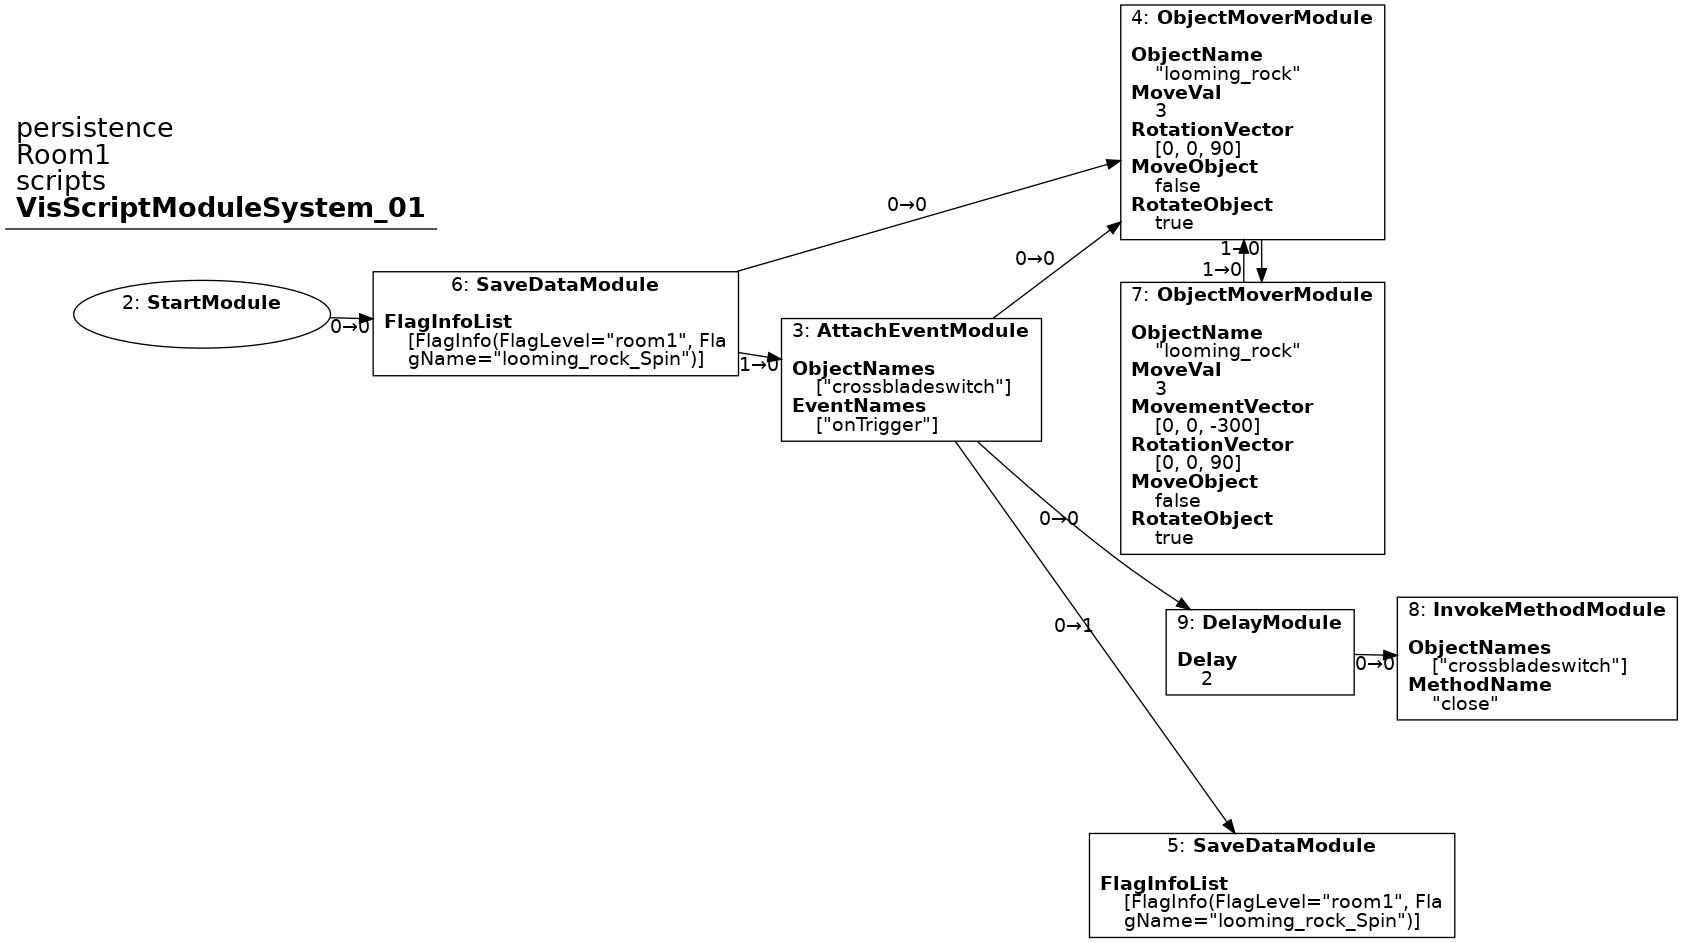 persistence
Room1
scripts
VisScriptModuleSystem_01
2: StartModule
0→0
6: SaveDataModule
FlagInfoList
[FlagInfo(FlagLevel="room1", Fla
gName="looming_rock_Spin")]
0→0
1→0
3: AttachEventModule
ObjectNames
["crossbladeswitch"]
EventNames
["onTrigger"]
0→0
0→0
0→1
4: ObjectMoverModule
ObjectName
"looming_rock"
MoveVal
3
RotationVector
[0, 0, 90]
MoveObject
false
RotateObject
true
1→0
1→0
7: ObjectMoverModule
ObjectName
"looming_rock"
MoveVal
3
MovementVector
[0, 0, -300]
RotationVector
[0, 0, 90]
MoveObject
false
RotateObject
true
9: DelayModule
Delay
2
0→0
8: InvokeMethodModule
ObjectNames
["crossbladeswitch"]
MethodName
"close"
5: SaveDataModule
FlagInfoList
[FlagInfo(FlagLevel="room1", Fla
gName="looming_rock_Spin")]